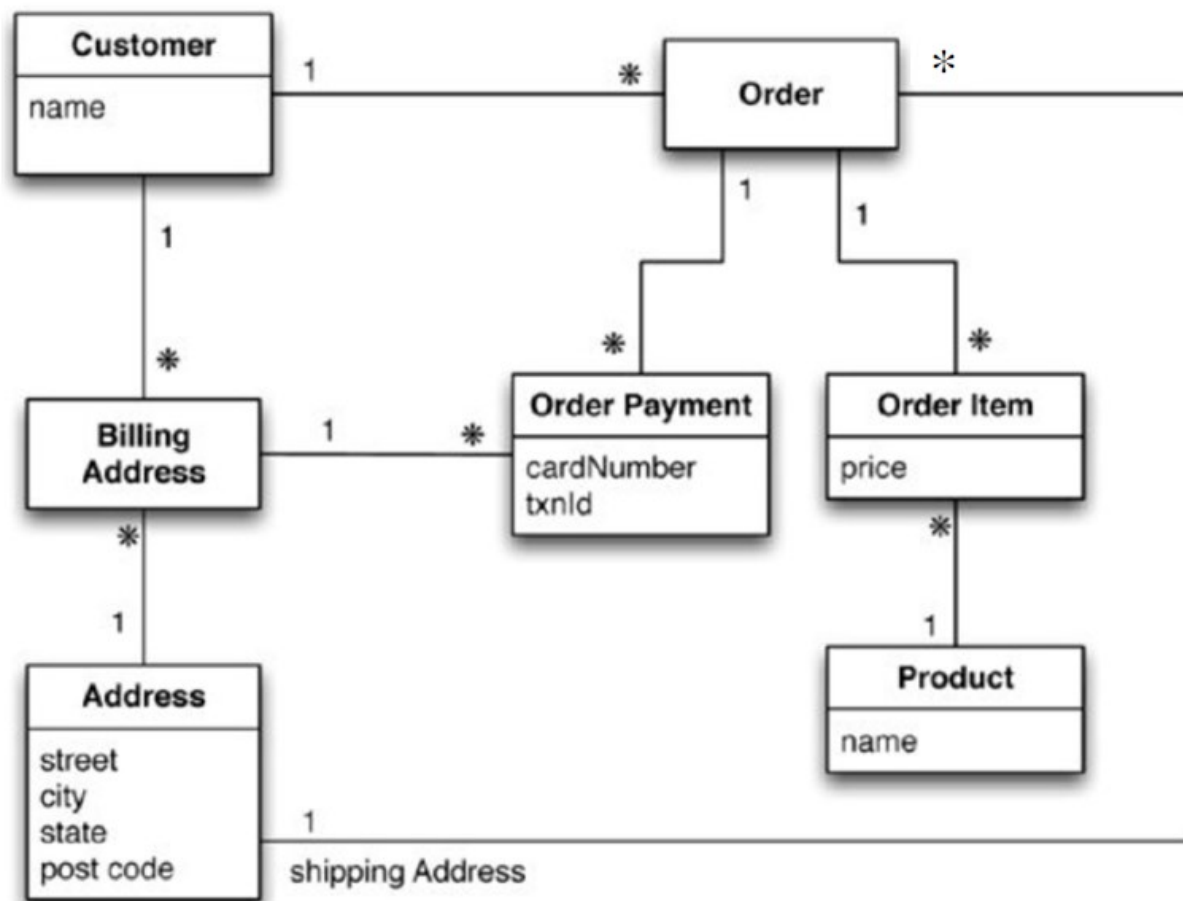 Customer
name
1
*
Order
*
1
*
1
*
1
*
Billing
Address
1
*
Order Payment
cardNumber
txnId
Order Item
price
*
1
*
1
Address
street
city
state
post code
Product
name
1
shipping Address